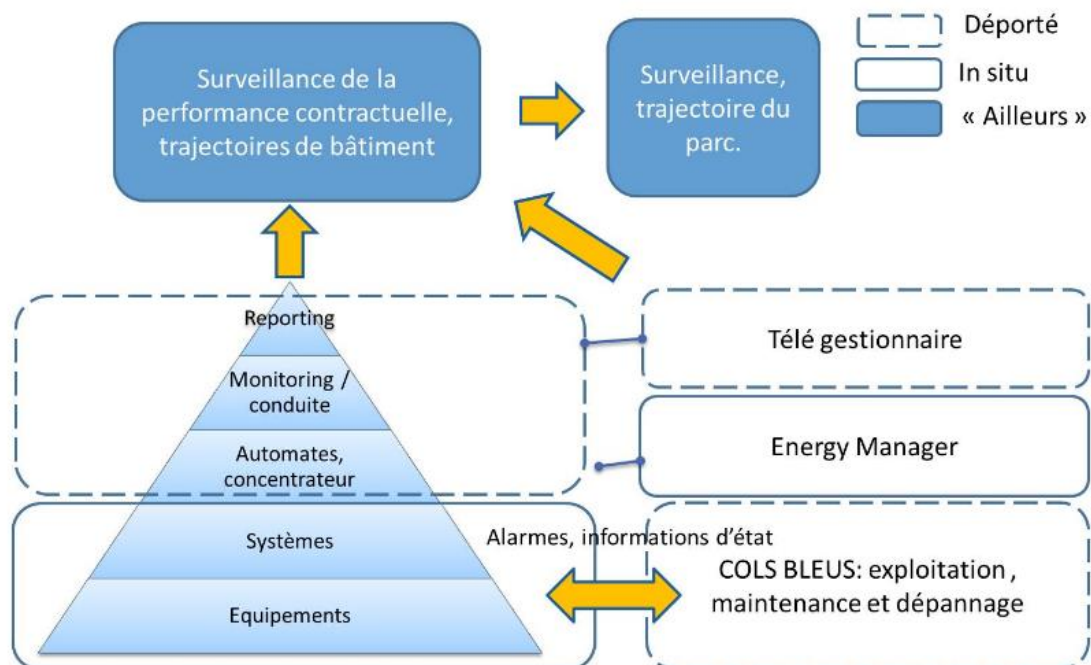 Surveillance de la
performance contractuelle,
trajectoires de bâtiment
Surveillance,
trajectoire du
parc.
Déporté
In situ
« Ailleurs »
Reporting
Monitoring /
conduite
Automates,
concentrateur
Systèmes
Equipements
Télé gestionnaire
Energy Manager
Alarmes, informations d'état
COLS BLEUS: exploitation ,
maintenance et dépannage